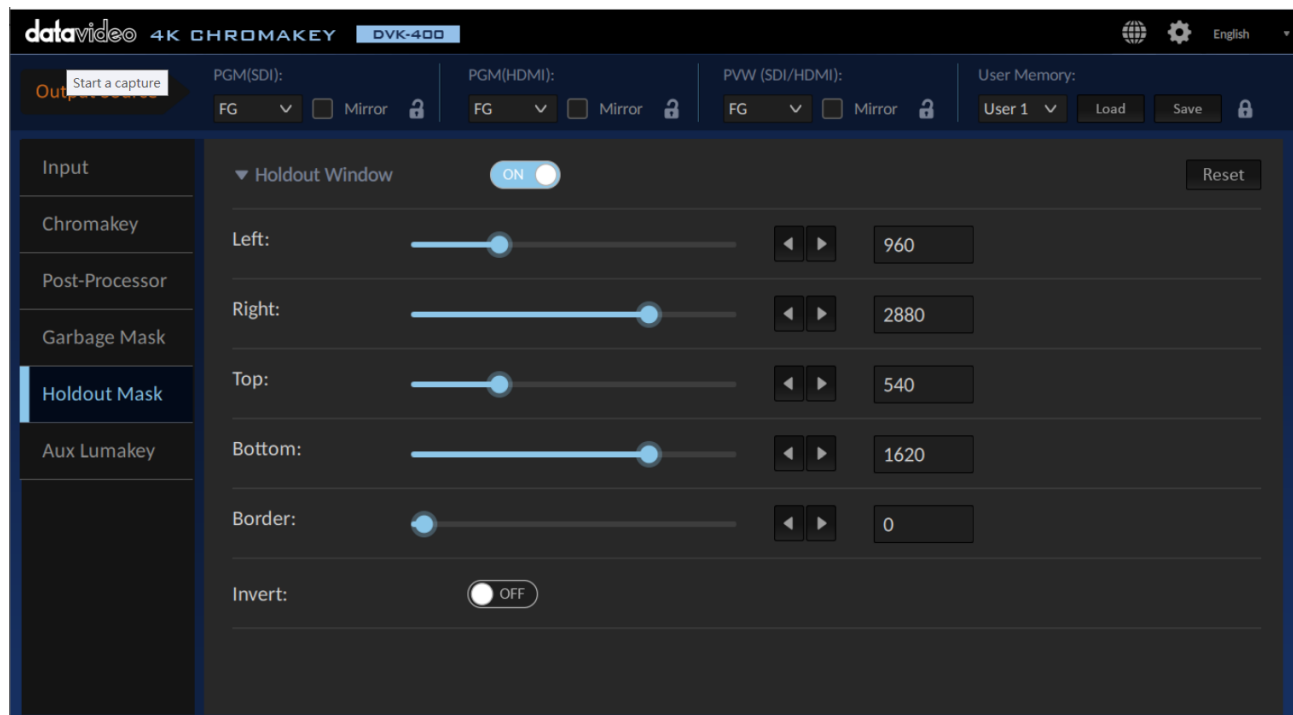 datavideo 4K CHROMAKEY DVK-400 English
Start a capture
PGM(SDI): PGM(HDMI): PVW (SDI/HDMI): User Memory:
FG Mirror FG Mirror FG Mirror User 1 Load Save
Input
Chromakey
Post-Processor
Garbage Mask
Holdout Mask
Aux Lumakey
Holdout Window ON Reset
Left: 960
Right: 2880
Top: 540
Bottom: 1620
Border: 0
Invert: OFF